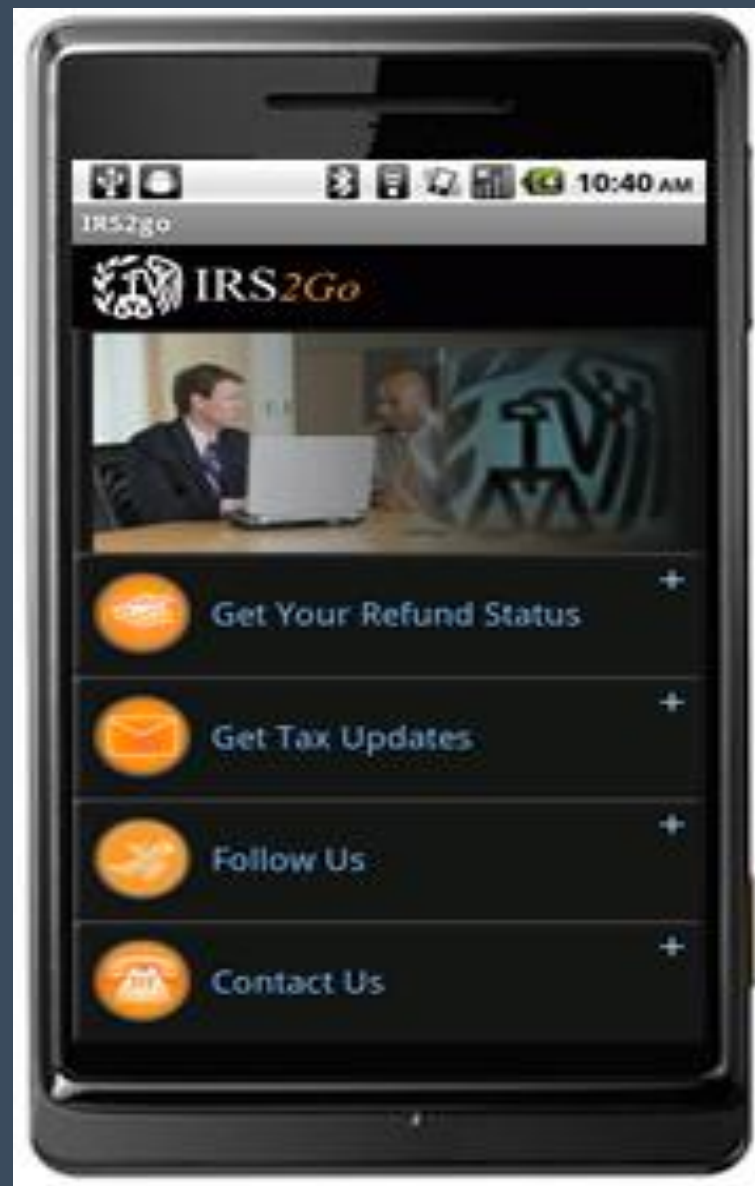 10:40 AM
IRS2go
IRS2Go
Get Your Refund Status
+
Get Tax Updates
+
Follow Us
+
Contact Us
+